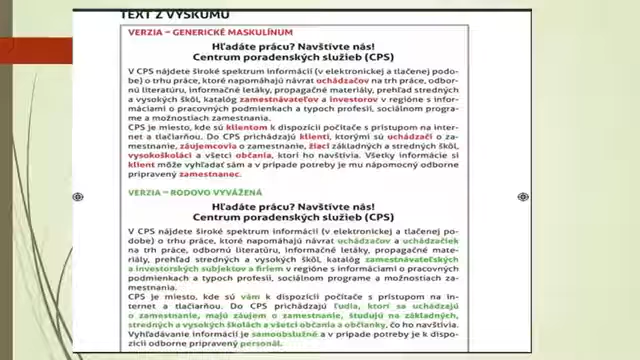 TEXT Z VÝSKUMU
VERZIA – GENERICKÉ MASKULÍNUM
Hľadáte prácu? Navštívte nás!
Centrum poradenských služieb (CPS)
V CPS nájdete široké spektrum informácií (v elektronickej a tlačenej podo-
be) o trhu práce, ktoré napomáhajú návrat uchádzačov na trh práce, odbor-
nú literatúru, informačné letáky, propagačné materiály, prehľad stredných
a vysokých škôl, katalóg zamestnávateľov a investorov v regióne s infor-
máciami o pracovných podmienkach a typoch profesií, sociálnom progra-
me a možnostiach zamestnania.
CPS je miesto, kde sú klientom k dispozícii počítače s prístupom na inter-
net a tlačiarňou. Do CPS prichádzajú klienti, ktorými sú uchádzači o za-
mestnanie, záujemcovia o zamestnanie, žiaci základných a stredných škôl,
vysokoškoláci a všetci občania, ktorí ho navštívia. Všetky informácie si
klient môže vyhľadať sám a v prípade potreby je mu nápomocný odborne
pripravený zamestnanec.
VERZIA – RODOVO VYVÁŽENÁ
Hľadáte prácu? Navštívte nás!
Centrum poradenských služieb (CPS)
V CPS nájdete široké spektrum informácií (v elektronickej a tlačenej po-
dobe) o trhu práce, ktoré napomáhajú návrat uchádzačov a uchádzačiek
na trh práce, odbornú literatúru, informačné letáky, propagačné mate-
riály, prehľad stredných a vysokých škôl, katalóg zamestnávateľských
a investorských subjektov a firiem v regióne s informáciami o pracovných
podmienkach a typoch profesií, sociálnom programe a možnostiach za-
mestnania.
CPS je miesto, kde sú vám k dispozícii počítače s prístupom na in-
ternet a tlačiarňou. Do CPS prichádzajú ľudia, ktorí sa uchádzajú
o zamestnanie, majú záujem o zamestnanie, študujú na základných,
stredných a vysokých školách a všetci občania a občianky, čo ho navštívia.
Vyhľadávanie informácií je samoobslužné a v prípade potreby je k dispo-
zícii odborne pripravený personál.